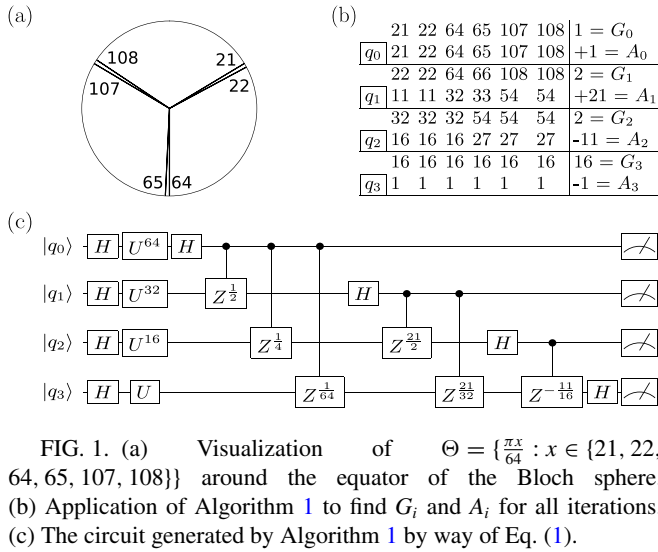 (a)
108
107
21
22
65
64
(b)
21 22 64 65 107 108 1 = G₀
q₀ 21 22 64 65 107 108 +1 = A₀
22 22 64 66 108 108 2 = G₁
q₁ 11 11 32 33 54 54 +21 = A₁
32 32 32 54 54 54 2 = G₂
q₂ 16 16 16 27 27 27 -11 = A₂
16 16 16 16 16 16 16 = G₃
q₃ 1 1 1 1 1 1 -1 = A₃
(c)
|q₀⟩ H U⁶⁴ H
|q₁⟩ H U³² Z^{1/2} H
|q₂⟩ H U¹⁶ Z^{1/4} Z^{21/2} H
|q₃⟩ H U Z^{1/64} Z^{21/32} Z^{-11/16} H
FIG. 1. (a) Visualization of Θ = {πx/64 : x ∈ {21, 22,
64, 65, 107, 108}} around the equator of the Bloch sphere
(b) Application of Algorithm 1 to find Gᵢ and Aᵢ for all iterations
(c) The circuit generated by Algorithm 1 by way of Eq. (1).